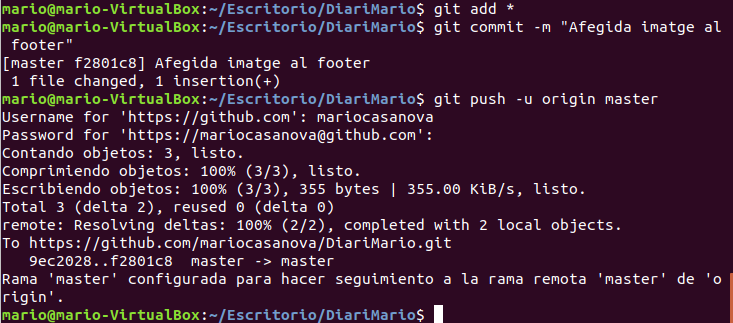 mario@mario-VirtualBox:~/Escritorio/DiariMario$ git add *
mario@mario-VirtualBox:~/Escritorio/DiariMario$ git commit -m "Afegida imatge al
 footer"
[master f2801c8] Afegida imatge al footer
 1 file changed, 1 insertion(+)
mario@mario-VirtualBox:~/Escritorio/DiariMario$ git push -u origin master
Username for 'https://github.com': mariocasanova
Password for 'https://mariocasanova@github.com':
Contando objetos: 3, listo.
Comprimiendo objetos: 100% (3/3), listo.
Escribiendo objetos: 100% (3/3), 355 bytes | 355.00 KiB/s, listo.
Total 3 (delta 2), reused 0 (delta 0)
remote: Resolving deltas: 100% (2/2), completed with 2 local objects.
To https://github.com/mariocasanova/DiariMario.git
   9ec2028..f2801c8  master -> master
Rama 'master' configurada para hacer seguimiento a la rama remota 'master' de 'o
rigin'.
mario@mario-VirtualBox:~/Escritorio/DiariMario$